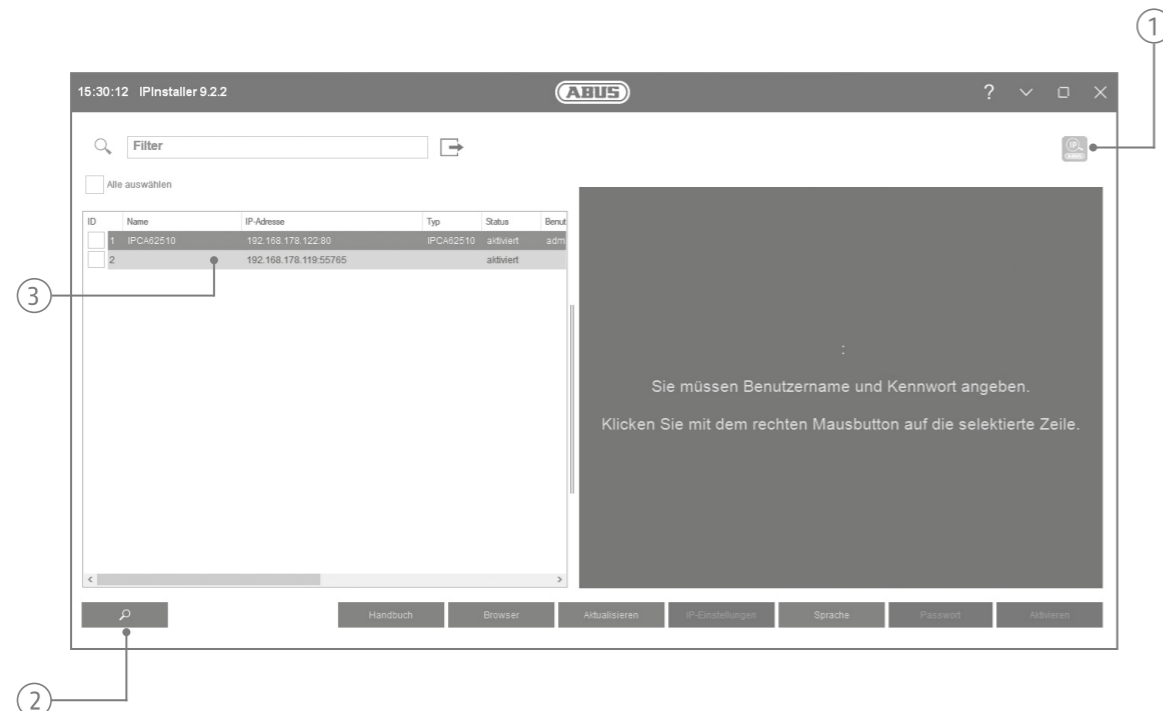 1
15:30:12 IPInstaller 9.2.2 ABUS ?
Filter
Alle auswählen
ID Name IP-Adresse Typ Status Benut
1 IPCA62510 192.168.178.122:80 IPCA62510 aktiviert adm
2 192.168.178.119:55765 aktiviert
3
:
Sie müssen Benutzername und Kennwort angeben.
Klicken Sie mit dem rechten Mausbutton auf die selektierte Zeile.
Handbuch Browser Aktualisieren IP-Einstellungen Sprache Passwort Aktivieren
2